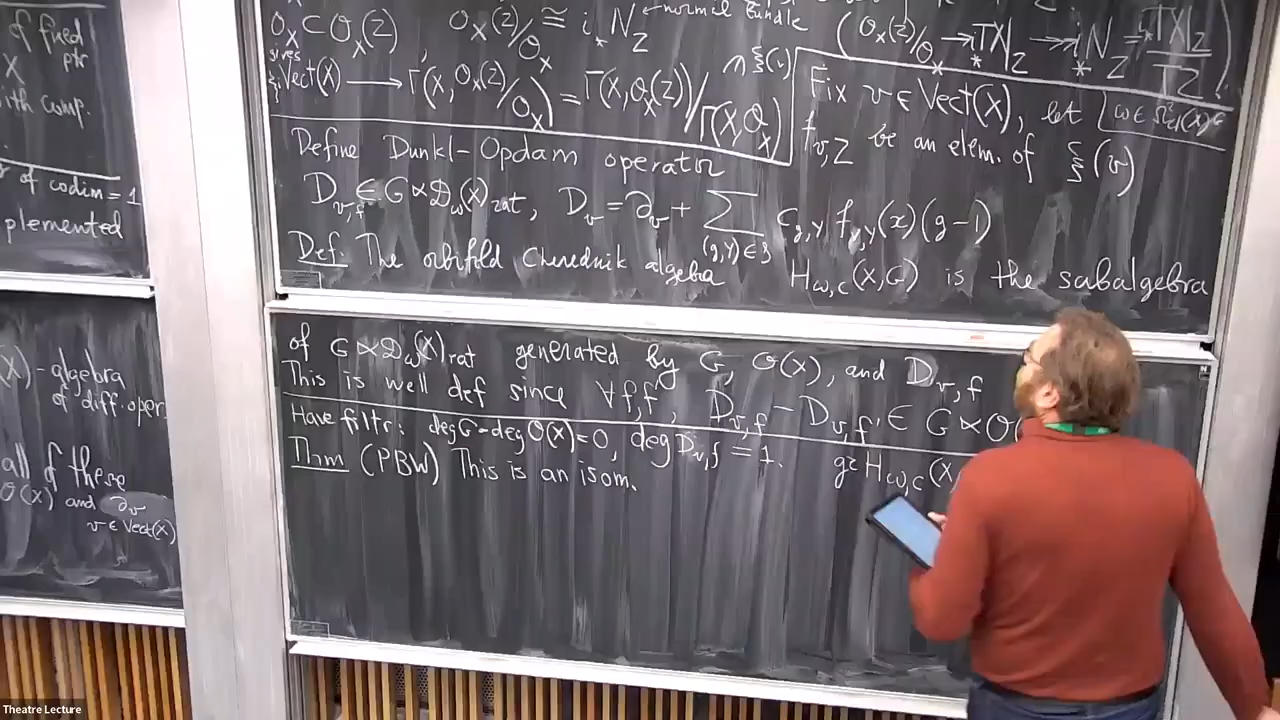 of fixed
ptr
X
ith comp.
r of codim = 1
plemented
(X) - algebra
of diff. oper.
all of these
O(X) and ∂_v
v ∈ Vect(X)
O_X ⊂ O_X(Z) O_X(Z)/O_X ≅ i_* N_Z ← normal bundle (O_X(Z)/O_X → i_* TX|_Z → i_* N_Z = TX|_Z / TZ)
gives
ξ: Vect(X) → Γ(X, O_X(Z)/O_X) = Γ(X, O_X(Z))/Γ(X, O_X) ∋ ξ(v)
Fix v ∈ Vect(X), let
f_{v,Z} be an elem. of ξ(v)
Define Dunkl-Opdam operator
D_{v,f} ∈ G ⋉ D_ω(X)_rat, D_v = ∂_v + Σ_{(g,Y)∈S} c_{g,Y} f_{v,Y}(x)(g-1)
Def: The orbifold Cherednik algebra H_{ω,c}(X,G) is the subalgebra
of G ⋉ D_ω(X)_rat generated by G, O(X), and D_{v,f}
This is well def since ∀f,f', D_{v,f} - D_{v,f'} ∈ G ⋉ O(
Have filtr: deg G = deg O(X) = 0, deg D_{v,f} = 1. gr H_{ω,c}(X,
Thm (PBW) This is an isom.
Theatre Lecture